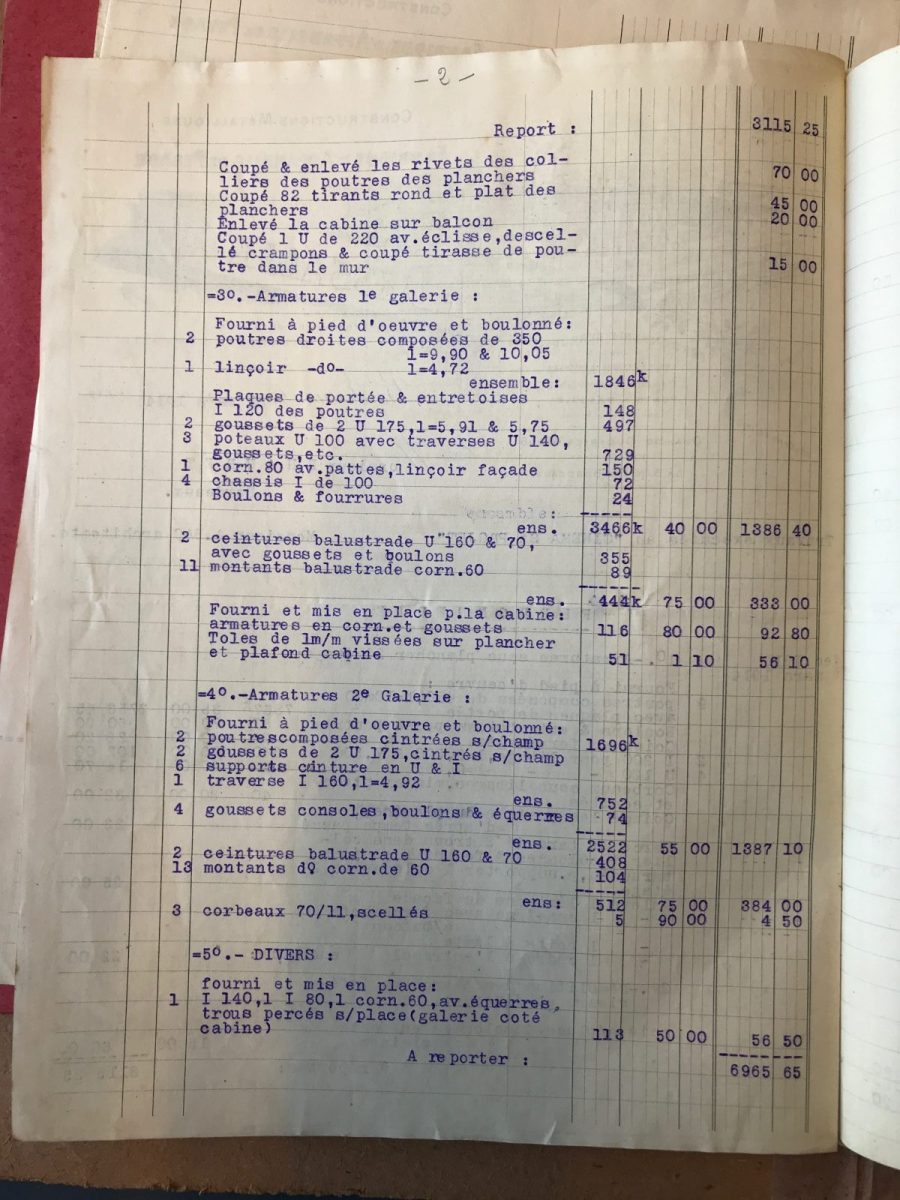 - 2 -
Report : 3115 25
Coupé & enlevé les rivets des col-
liers des poutres des planchers 70 00
Coupé 82 tirants rond et plat des
planchers 45 00
Enlevé la cabine sur balcon 20 00
Coupé 1 U de 220 av.éclisse,descel-
lé crampons & coupé tirasse de pou-
tre dans le mur 15 00
=3º.-Armatures 1e galerie :
Fourni à pied d'oeuvre et boulonné:
2 poutres droites composées de 350
l=9,90 & 10,05
1 linçoir -dº- l=4,72
ensemble: 1846k
Plaques de portée & entretoises
I 120 des poutres 148
2 goussets de 2 U 175,l=5,91 & 5,75 497
3 poteaux U 100 avec traverses U 140,
goussets,etc. 729
1 corn.80 av.pattes,linçoir façade 150
4 chassis I de 100 72
Boulons & fourrures 24
------
ens. 3466k 40 00 1386 40
2 ceintures balustrade U 160 & 70,
avec goussets et boulons 355
11 montants balustrade corn.60 89
-------
ens. 444k 75 00 333 00
Fourni et mis en place p.la cabine:
armatures en corn.et goussets 116 80 00 92 80
Toles de 1m/m vissées sur plancher
et plafond cabine 51 1 10 56 10
=4º.-Armatures 2e Galerie :
Fourni à pied d'oeuvre et boulonné:
2 poutrescomposées cintrées s/champ 1696k
2 goussets de 2 U 175,cintrés s/champ
6 supports cinture en U & I
1 traverse I 160,l=4,92
ens. 752
4 goussets consoles,boulons & équerres 74
------
ens. 2522 55 00 1387 10
2 ceintures balustrade U 160 & 70 408
13 montants dº corn.de 60 104
------
ens: 512 75 00 384 00
3 corbeaux 70/11,scellés 5 90 00 4 50
=5º.- DIVERS :
fourni et mis en place:
1 I 140,1 I 80,1 corn.60,av.équerres,
trous percés s/place(galerie coté
cabine) 113 50 00 56 50
--------
A reporter : 6965 65